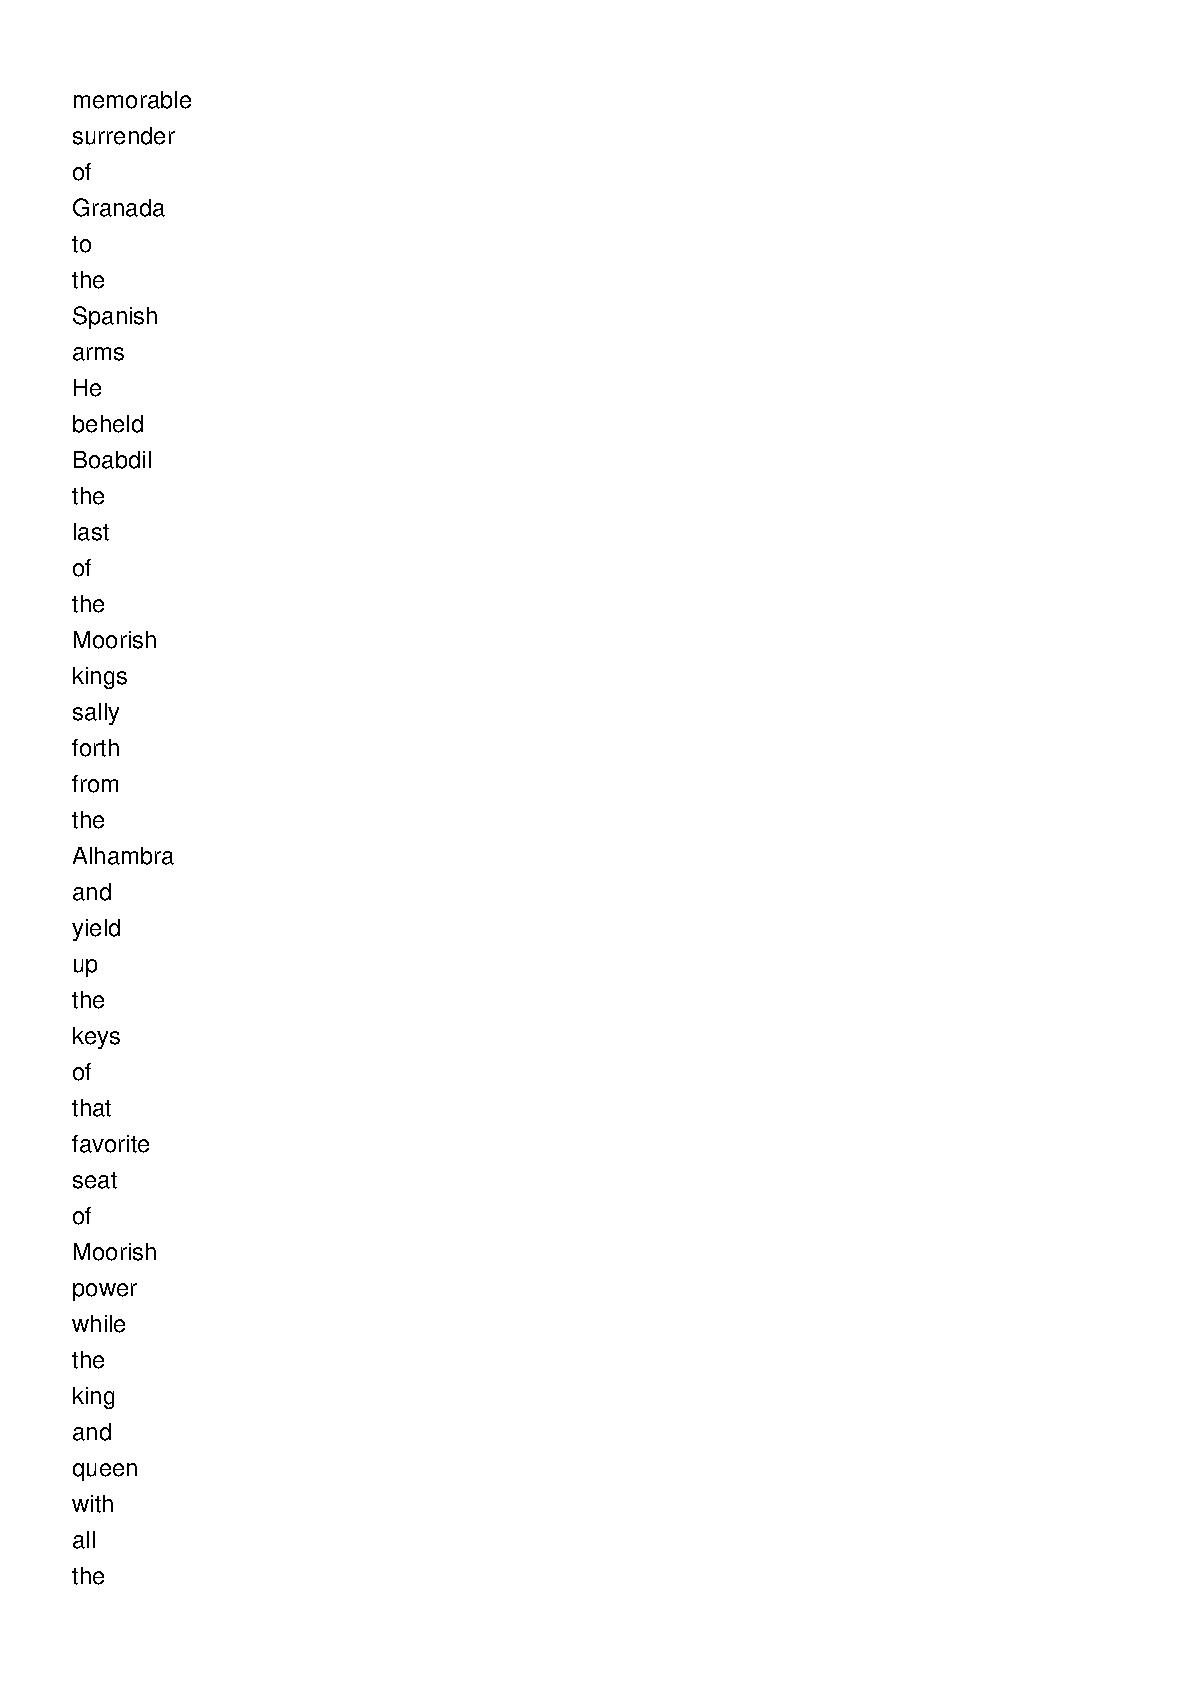 memorable
surrender
of
Granada
to
the
Spanish
arms
He
beheld
Boabdil
the
last
of
the
Moorish
kings
sally
forth
from
the
Alhambra
and
yield
up
the
keys
of
that
favorite
seat
of
Moorish
power
while
the
king
and
queen
with
all
the